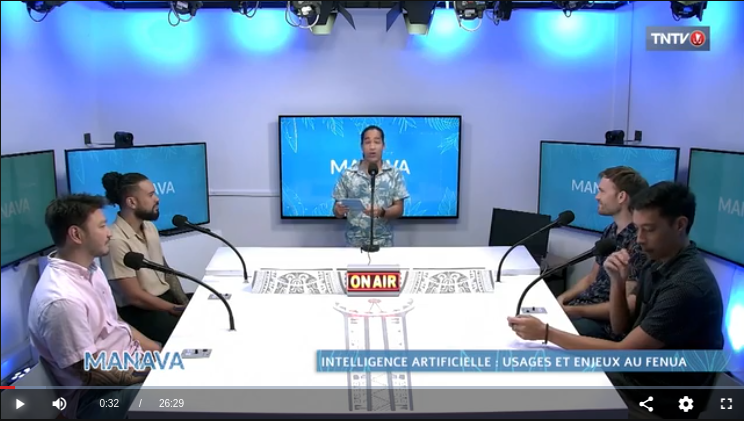 TNTV
MANAVA
MANAVA
MANAVA
MANAVA
ON AIR
MANAVA
INTELLIGENCE ARTIFICIELLE : USAGES ET ENJEUX AU FENUA
0:32 / 26:29